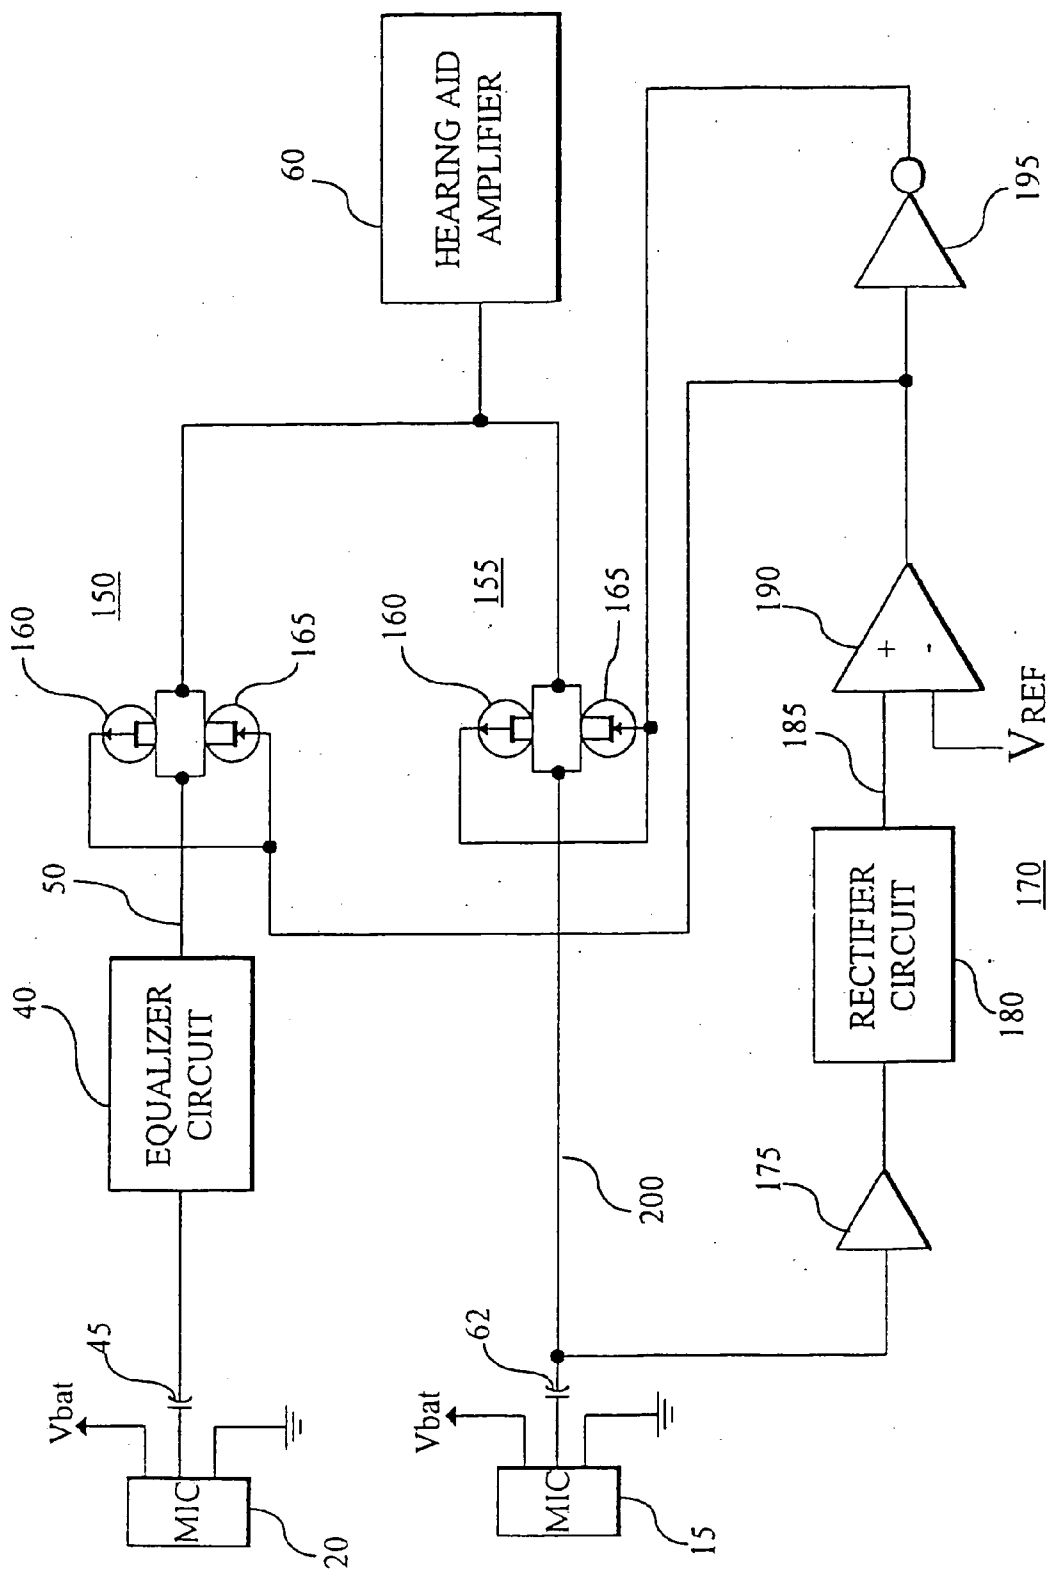 20
MIC
Vbat
45
EQUALIZER
CIRCUIT
40
50
160
165
150
60
HEARING AID
AMPLIFIER
15
MIC
Vbat
62
200
160
165
155
175
RECTIFIER
CIRCUIT
180
185
190
+
-
VREF
195
170